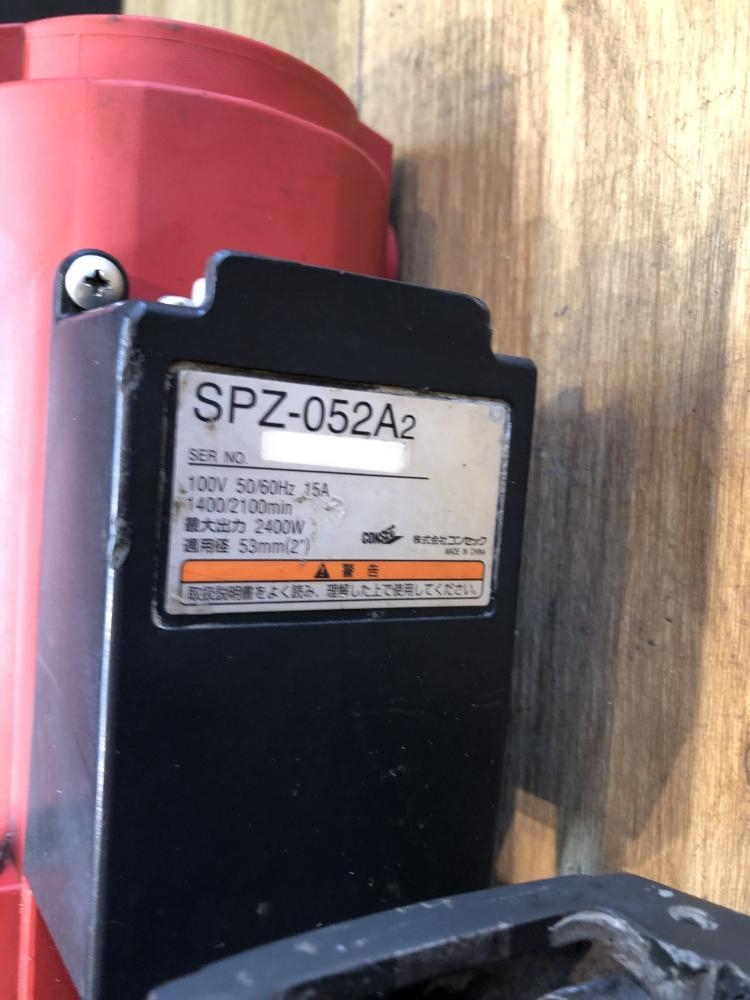 SPZ-052A2
SER NO.
100V 50/60Hz 15A
1400/2100min
最大出力 2400W
適用径 53mm(2")
CONSEC 株式会社コンセック
MADE IN CHINA
警告
取扱説明書をよく読み、理解した上で使用してください。